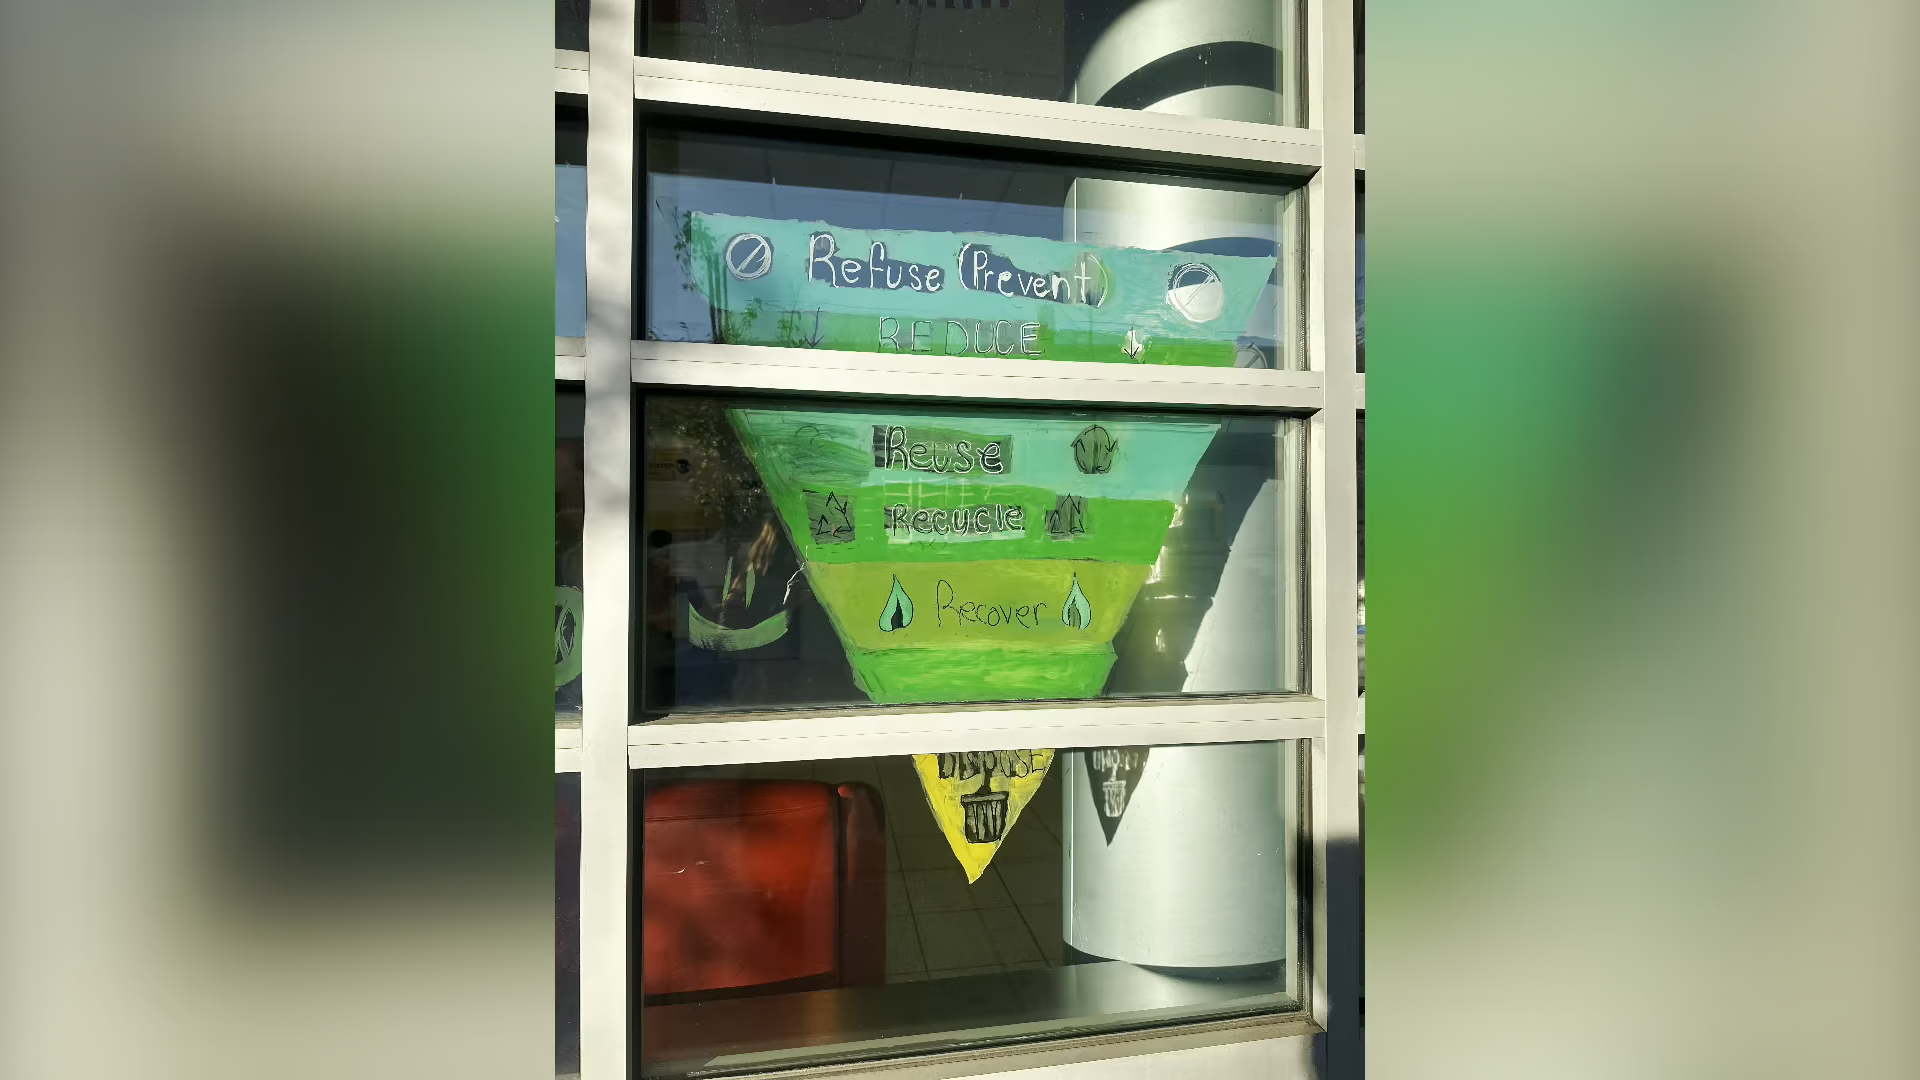 Refuse (Prevent)
REDUCE
Reuse
Recycle
Recover
DISPOSE